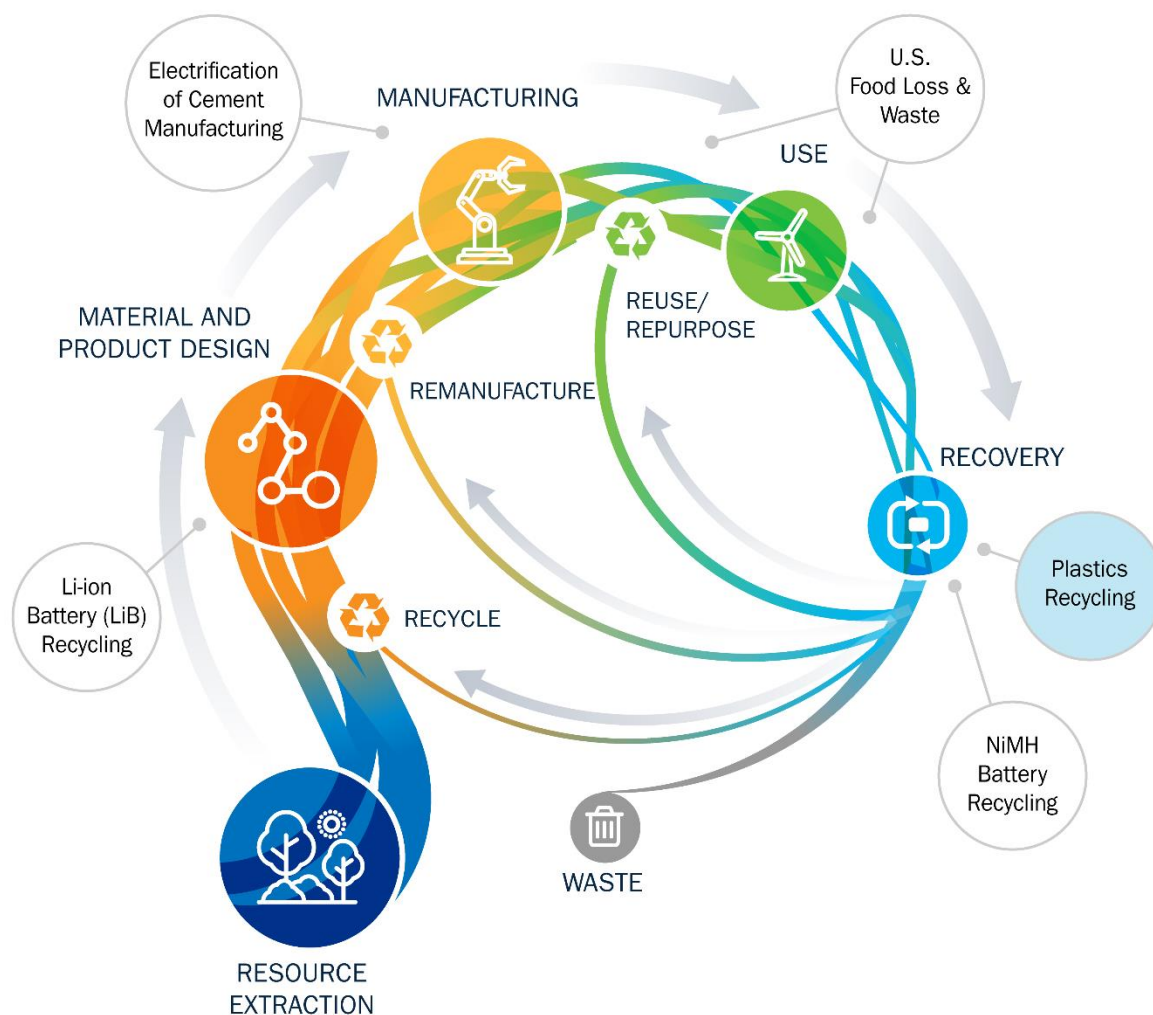 Electrification
of Cement
Manufacturing
MANUFACTURING
U.S.
Food Loss &
Waste
USE
MATERIAL AND
PRODUCT DESIGN
REUSE/
REPURPOSE
REMANUFACTURE
RECOVERY
Li-ion
Battery (LiB)
Recycling
RECYCLE
Plastics
Recycling
NiMH
Battery
Recycling
WASTE
RESOURCE
EXTRACTION